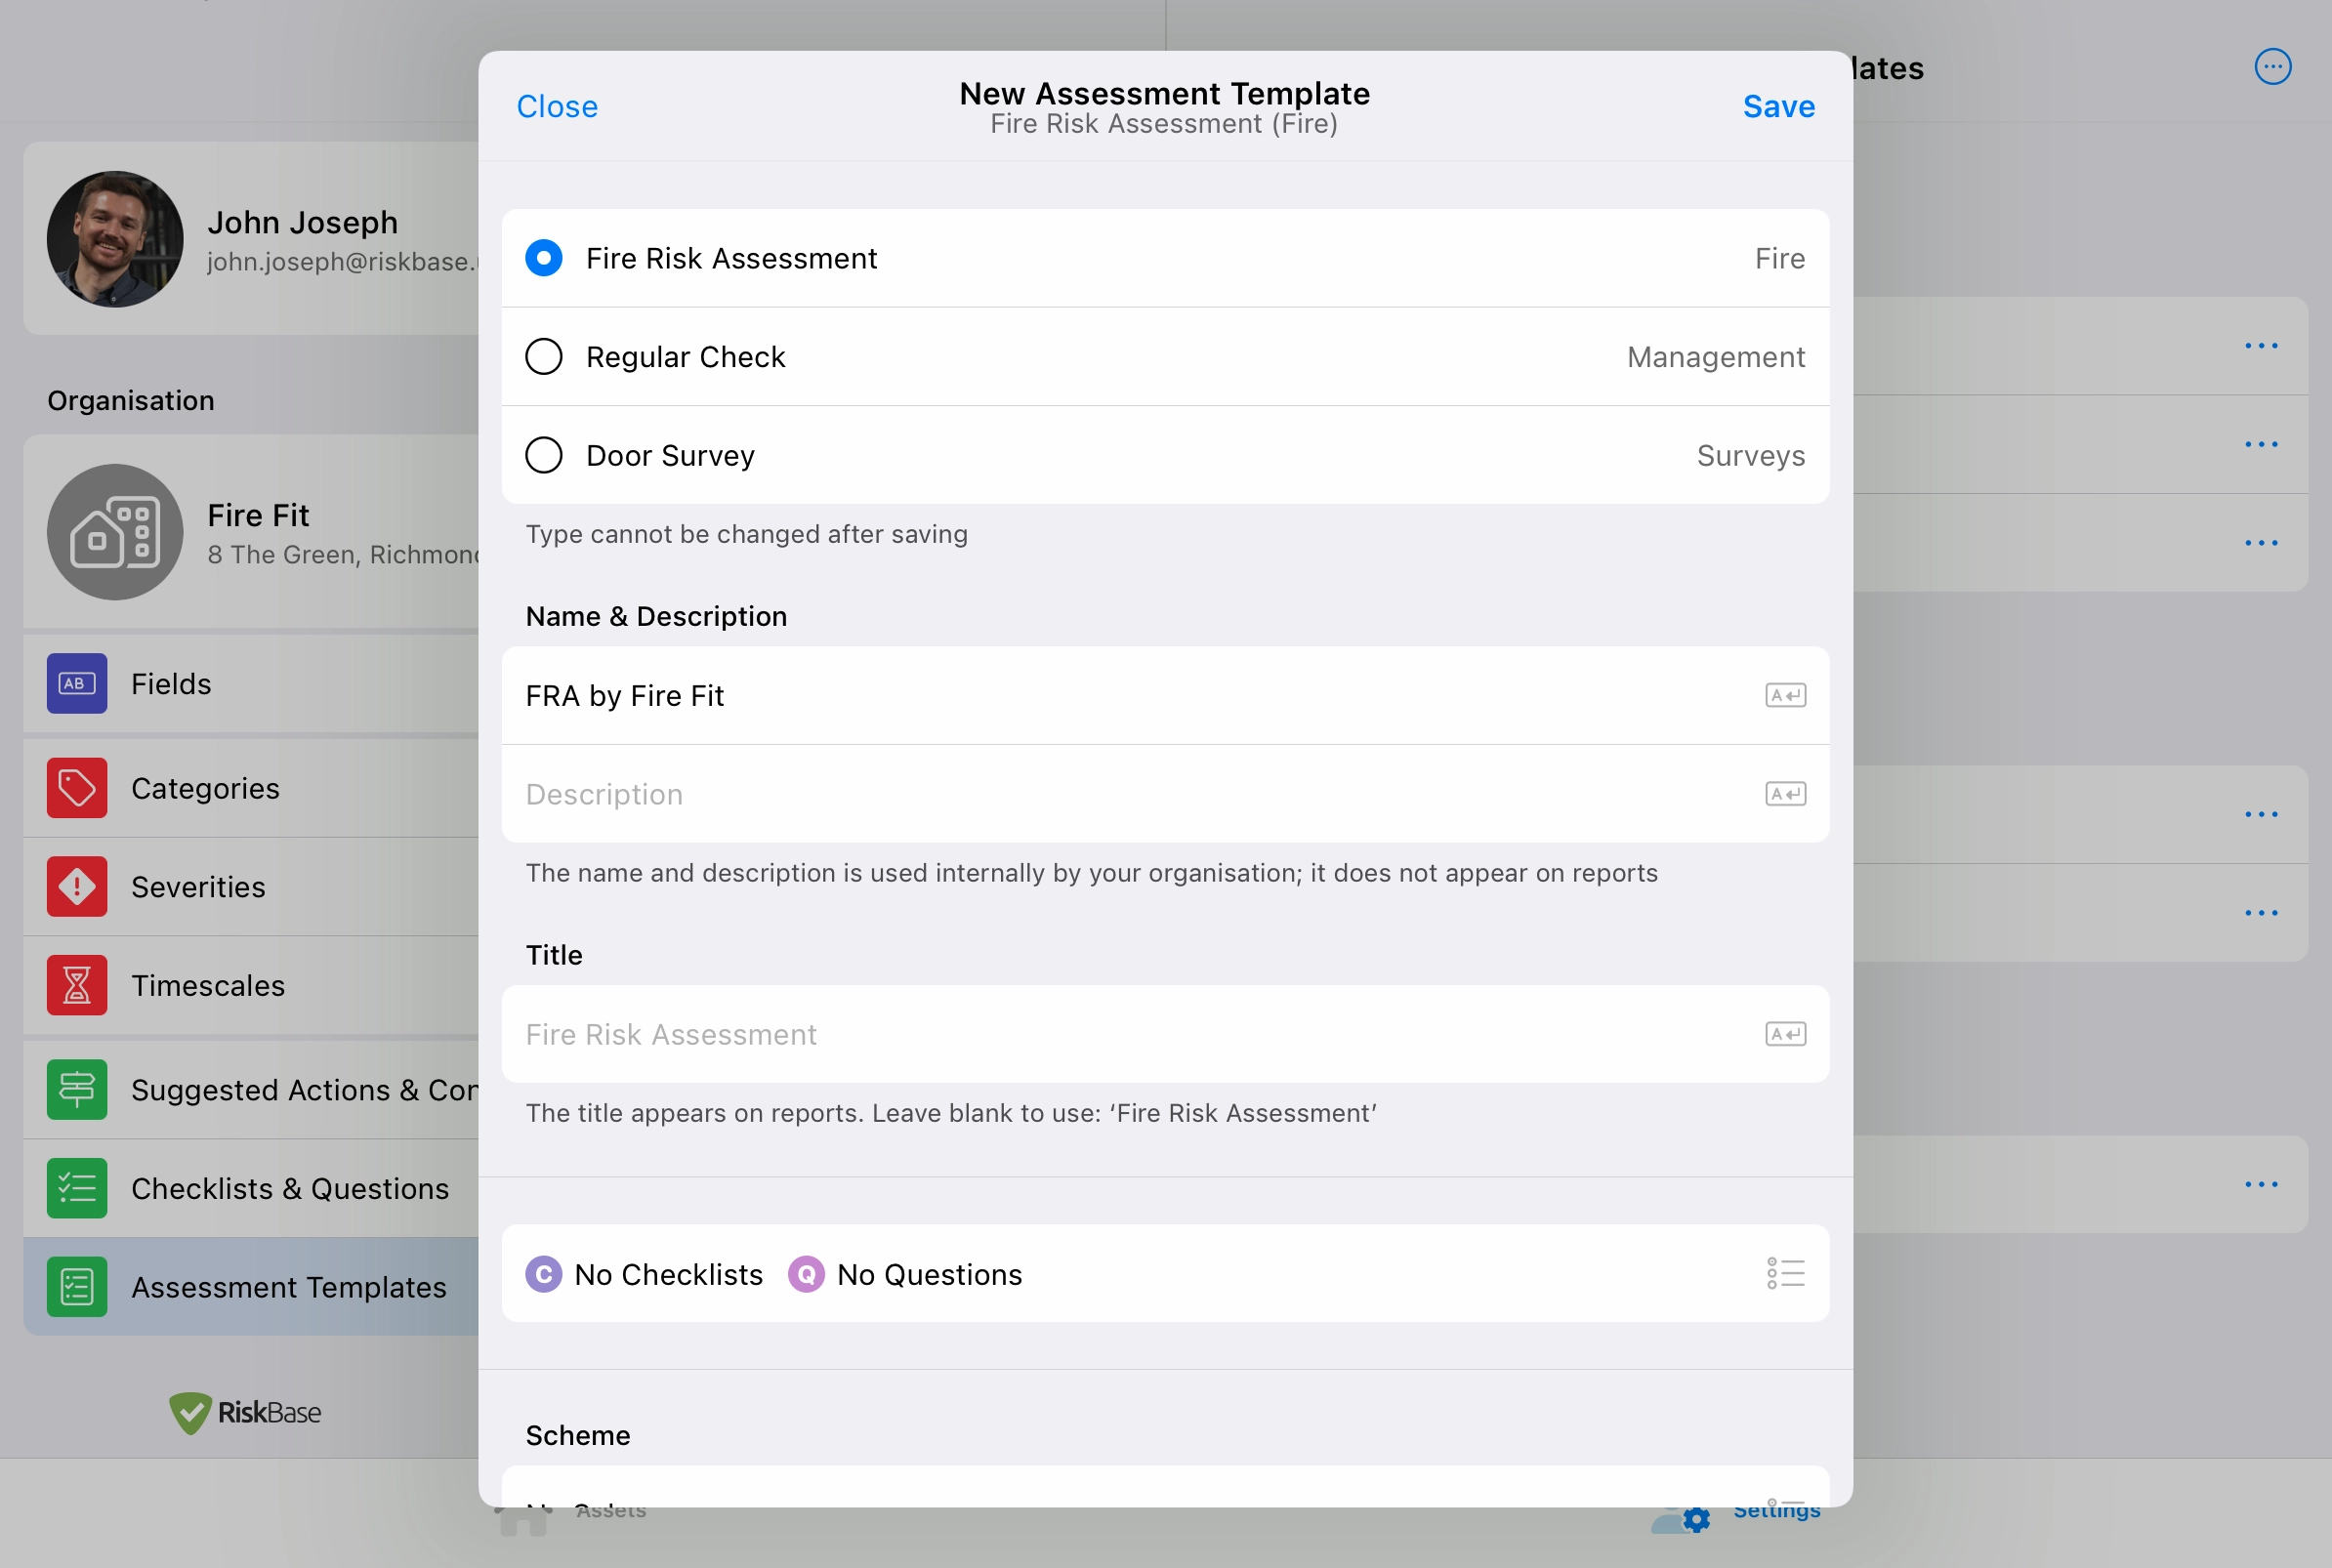 Close
New Assessment Template
Fire Risk Assessment (Fire)
Save
John Joseph
john.joseph@riskbase.
Organisation
Fire Fit
8 The Green, Richmond
AB
Fields
Categories
Severities
Timescales
Suggested Actions & Con
Checklists & Questions
Assessment Templates
RiskBase
Fire Risk Assessment
Fire
Regular Check
Management
Door Survey
Surveys
Type cannot be changed after saving
Name & Description
FRA by Fire Fit
A
Description
A
The name and description is used internally by your organisation; it does not appear on reports
Title
Fire Risk Assessment
A
The title appears on reports. Leave blank to use: ‘Fire Risk Assessment’
C No Checklists Q No Questions
Scheme
Assets
Settings
lates